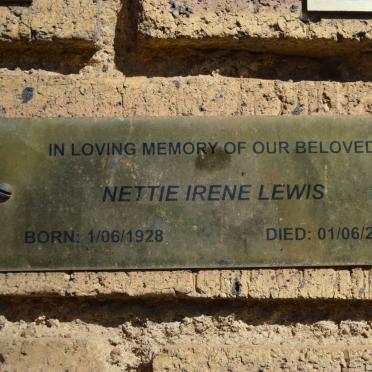 IN LOVING MEMORY OF OUR BELOVED
NETTIE IRENE LEWIS
BORN: 1/06/1928 DIED: 01/06/2